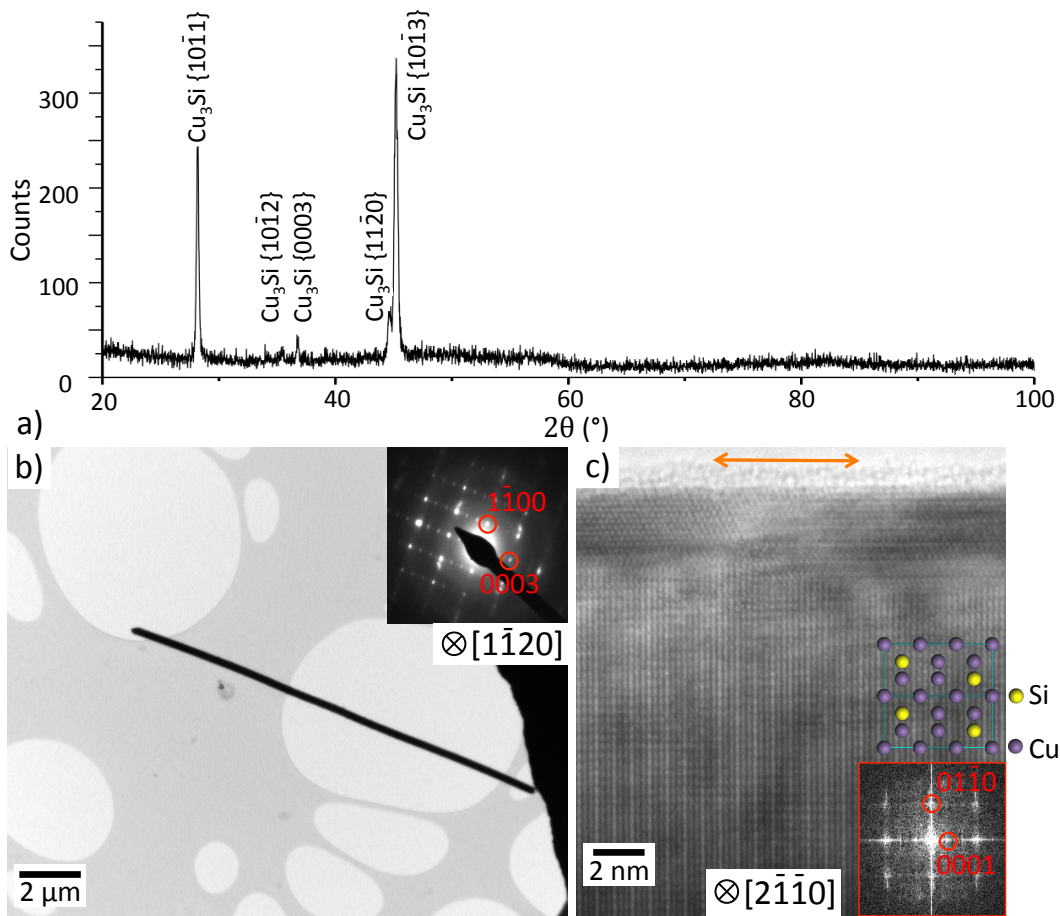 Counts
300
200
100
0
20
40
60
80
100
2θ (°)
Cu₃Si {101̄1}
Cu₃Si {101̄2}
Cu₃Si {0003}
Cu₃Si {112̄0}
Cu₃Si {101̄3}
a)
b)
11̄00
0003
⊗[11̄20]
2 μm
c)
Si
Cu
011̄0
0001
2 nm
⊗[21̄1̄0]